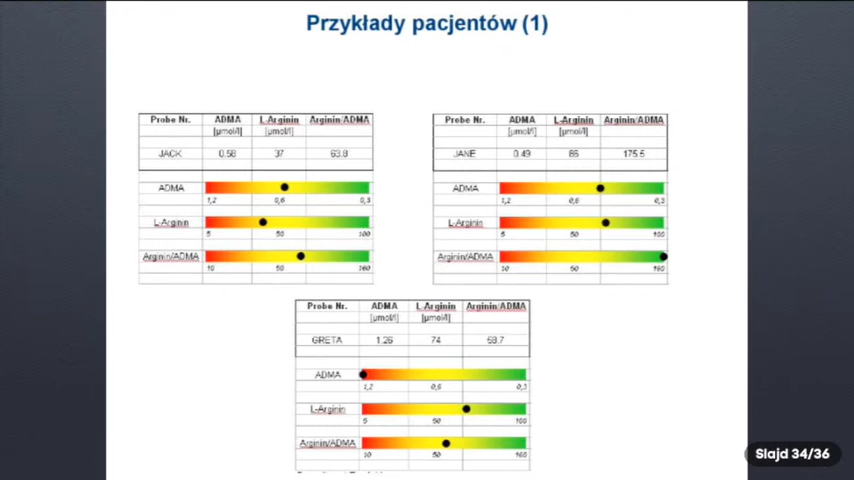 Przykłady pacjentów (1)
Probe Nr. ADMA L-Arginin Arginin/ADMA
[µmol/l] [µmol/l]
JACK 0.58 37 63.8
ADMA
1,2 0,6 0,3
L-Arginin
5 50 100
Arginin/ADMA
10 50 160
Probe Nr. ADMA L-Arginin Arginin/ADMA
[µmol/l] [µmol/l]
JANE 0.49 86 175.5
ADMA
1,2 0,6 0,3
L-Arginin
5 50 100
Arginin/ADMA
10 50 160
Probe Nr. ADMA L-Arginin Arginin/ADMA
[µmol/l] [µmol/l]
GRETA 1.26 74 58.7
ADMA
1,2 0,6 0,3
L-Arginin
5 50 100
Arginin/ADMA
10 50 160
Slajd 34/36